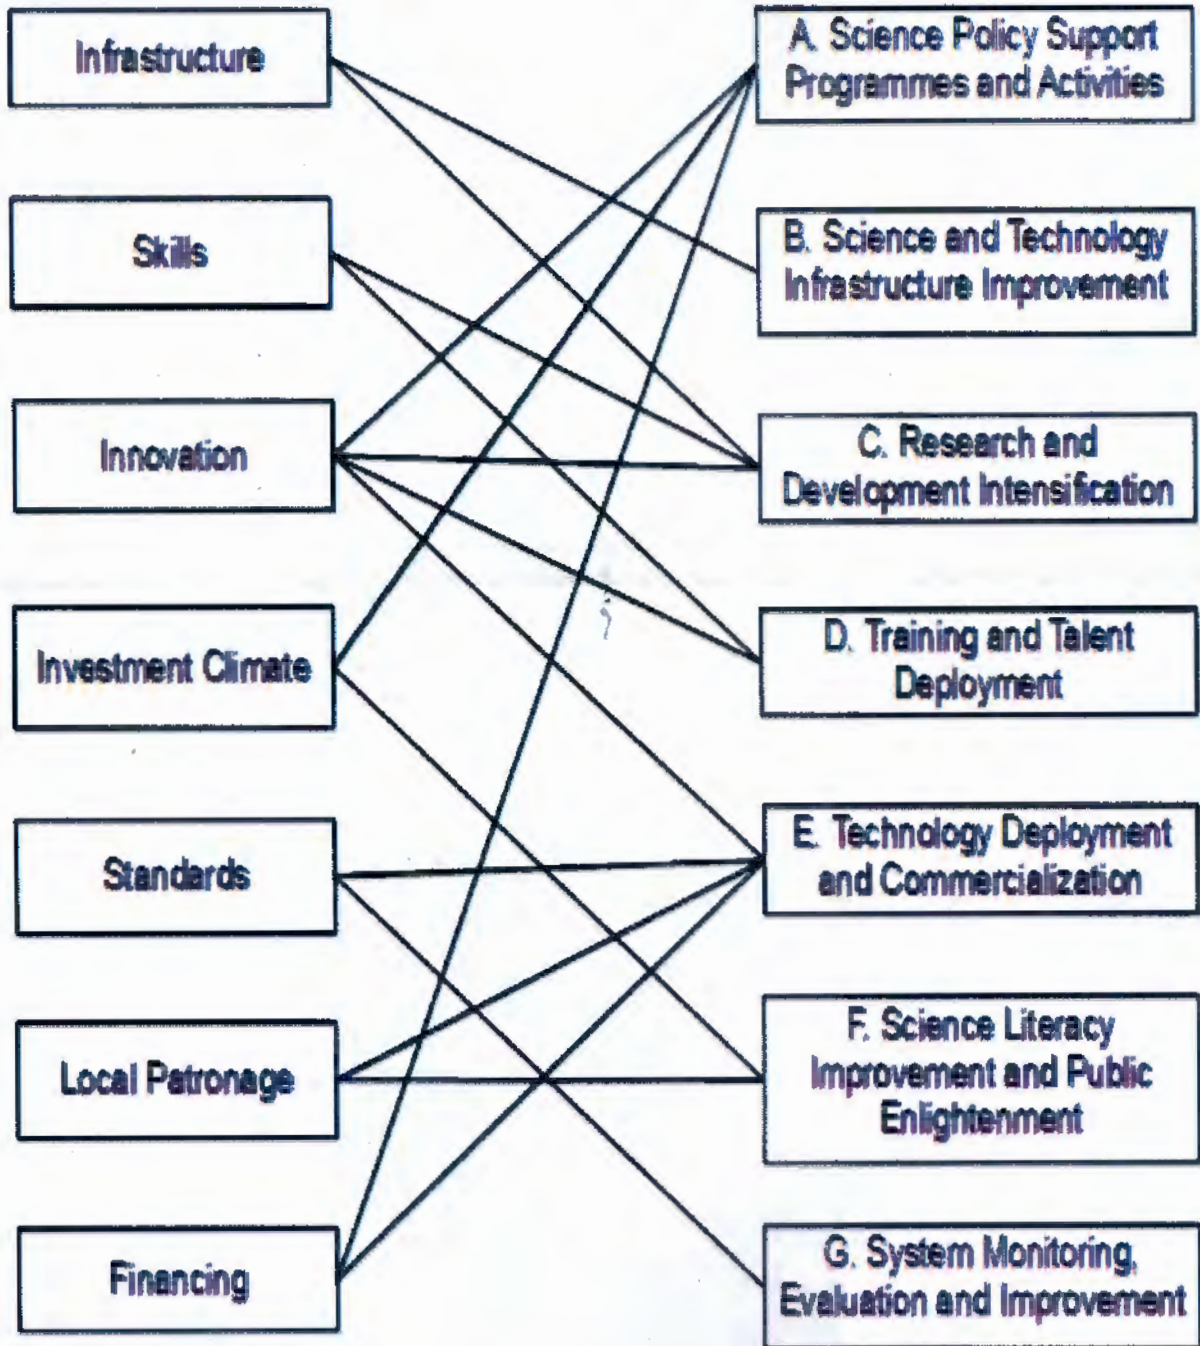 Infrastructure
Skills
Innovation
Investment Climate
Standards
Local Patronage
Financing
A. Science Policy Support
Programmes and Activities
B. Science and Technology
Infrastructure Improvement
C. Research and
Development Intensification
D. Training and Talent
Deployment
E. Technology Deployment
and Commercialization
F. Science Literacy
Improvement and Public
Enlightenment
G. System Monitoring,
Evaluation and Improvement